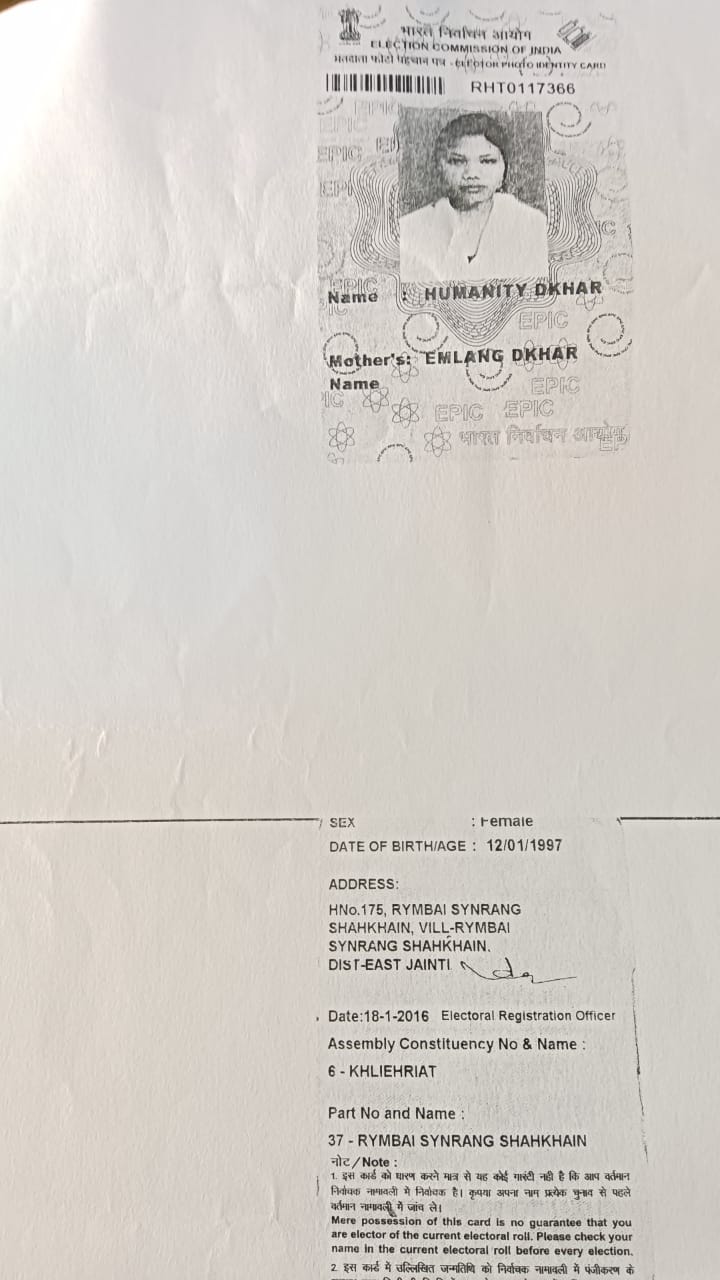 भारत निर्वाचन आयोग
ELECTION COMMISSION OF INDIA
मतदाता फोटो पहचान पत्र - ELECTOR PHOTO IDENTITY CARD
RHT0117366
Name : HUMANITY DKHAR
Mother's: EMLANG DKHAR
Name
EPIC EPIC
भारत निर्वाचन आयोग
SEX : Female
DATE OF BIRTH/AGE : 12/01/1997
ADDRESS:
HNo.175, RYMBAI SYNRANG
SHAHKHAIN, VILL-RYMBAI
SYNRANG SHAHKHAIN.
DIST-EAST JAINTI
Date:18-1-2016 Electoral Registration Officer
Assembly Constituency No & Name :
6 - KHLIEHRIAT
Part No and Name :
37 - RYMBAI SYNRANG SHAHKHAIN
नोट/Note :
1. इस कार्ड को धारण करने मात्र से यह कोई गारंटी नही है कि आप वर्तमान
निर्वाचक नामावली में निर्वाचक है। कृपया अपना नाम प्रत्येक चुनाव से पहले
वर्तमान नामावली में जांच ले।
Mere possession of this card is no guarantee that you
are elector of the current electoral roll. Please check your
name in the current electoral roll before every election.
2. इस कार्ड में उल्लिखित जन्मतिथि को निर्वाचक नामावली में पंजीकरण के